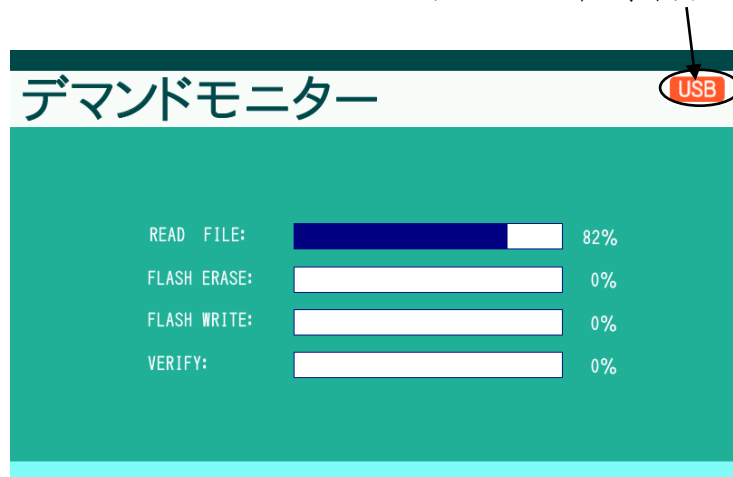 デマンドモニター
USB
READ FILE: 82%
FLASH ERASE: 0%
FLASH WRITE: 0%
VERIFY: 0%